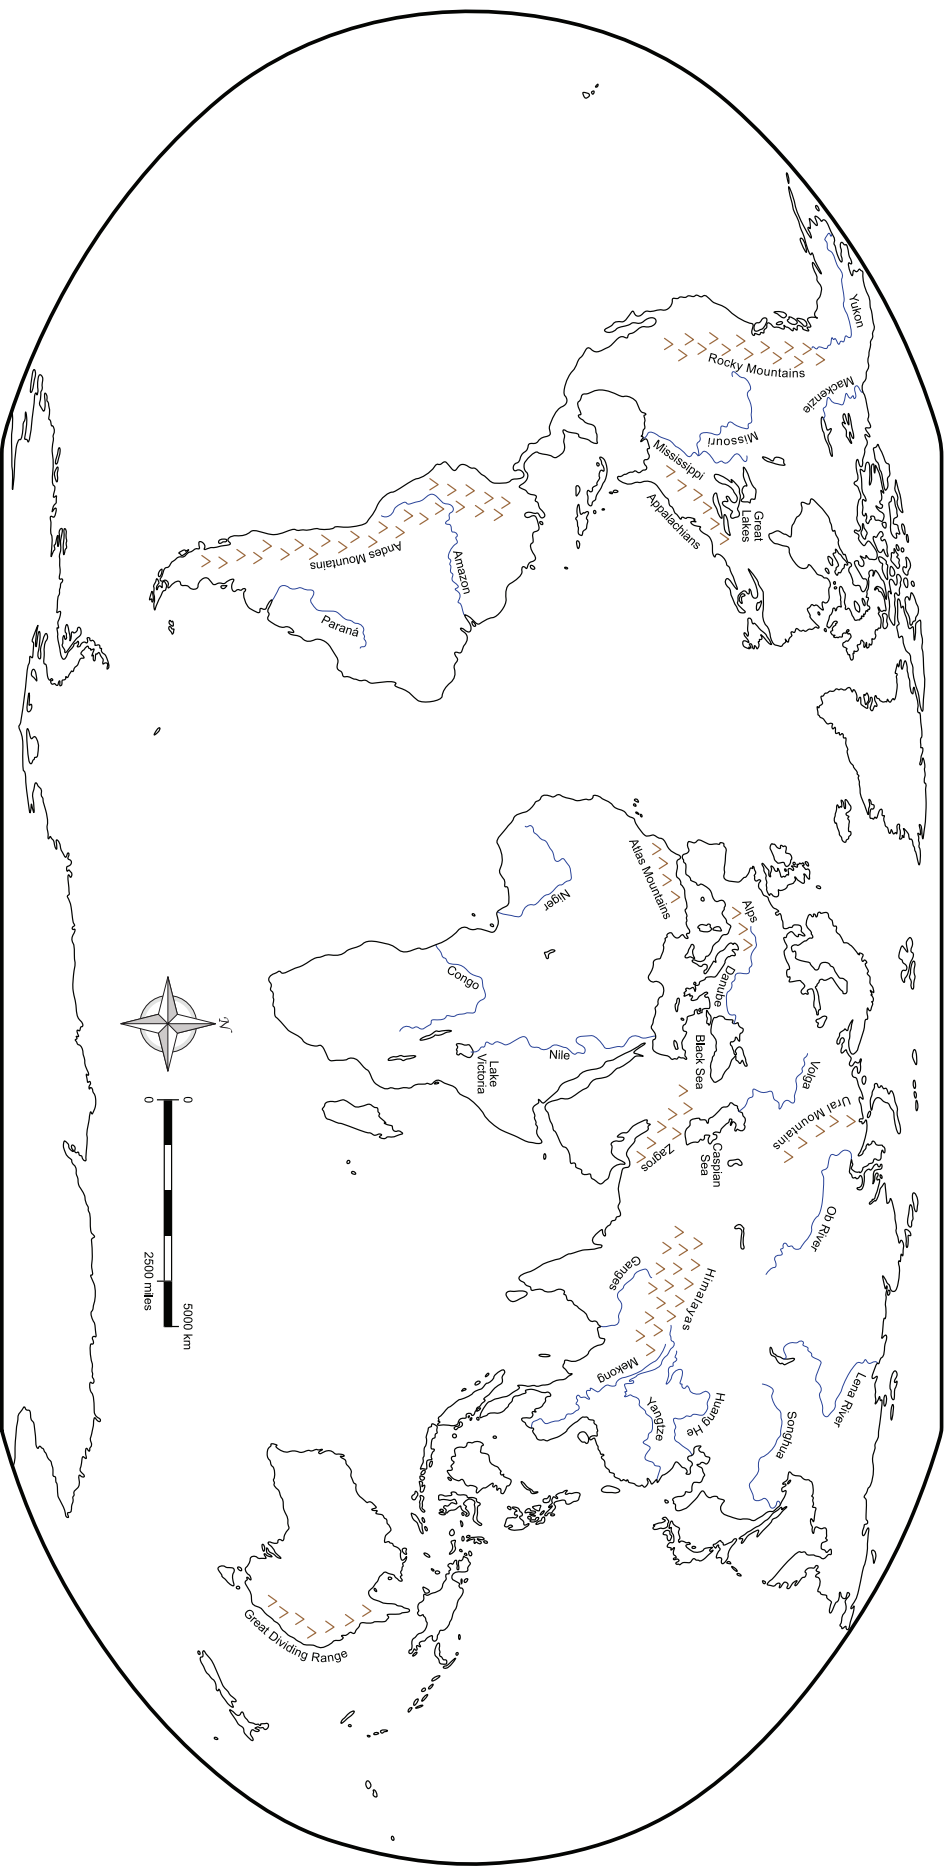 Yukon
Mackenzie
Rocky Mountains
Missouri
Mississippi
Great
Lakes
Appalachians
Amazon
Andes Mountains
Paraná
Atlas Mountains
Niger
Congo
Nile
Lake
Victoria
Alps
Danube
Black Sea
Volga
Ural Mountains
Caspian
Sea
Zagros
Ob River
Himalayas
Ganges
Mekong
Yangtze
Huang He
Songhua
Lena River
Great Dividing Range
N
0
5000 km
0
2500 miles